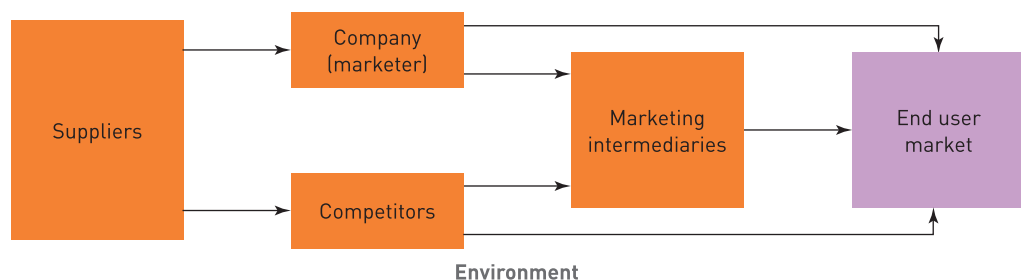 Suppliers
Company
(marketer)
Competitors
Marketing
intermediaries
End user
market
Environment